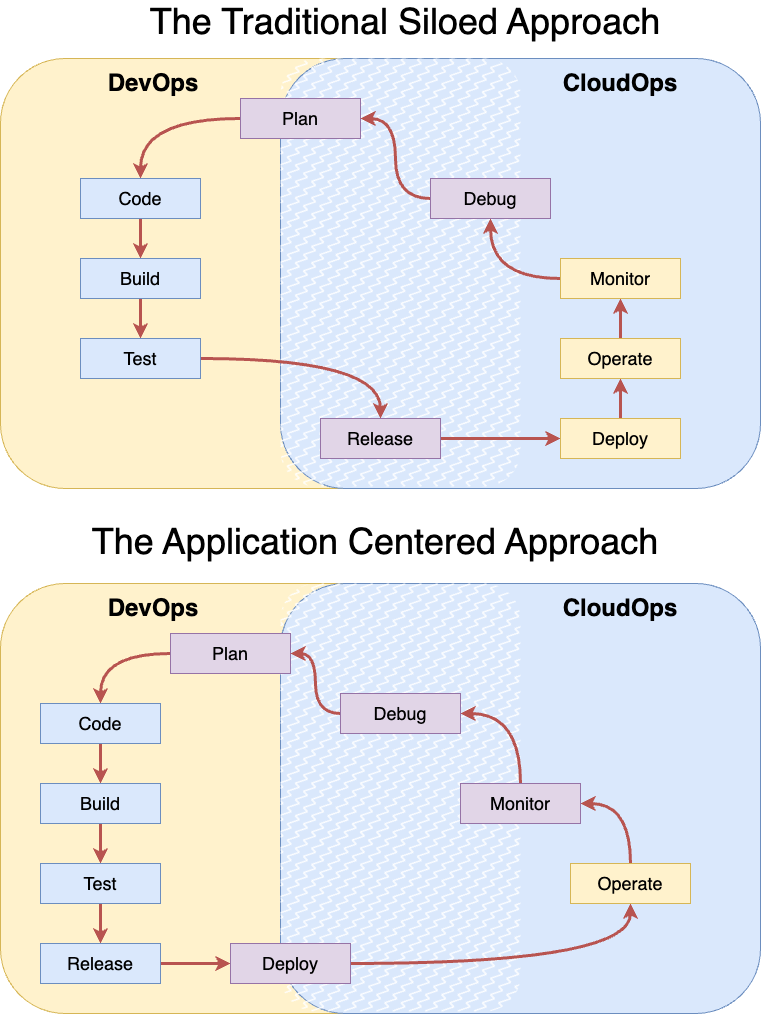 The Traditional Siloed Approach
DevOps
CloudOps
Plan
Code
Debug
Build
Monitor
Test
Operate
Release
Deploy
The Application Centered Approach
DevOps
CloudOps
Plan
Debug
Code
Build
Monitor
Test
Operate
Release
Deploy